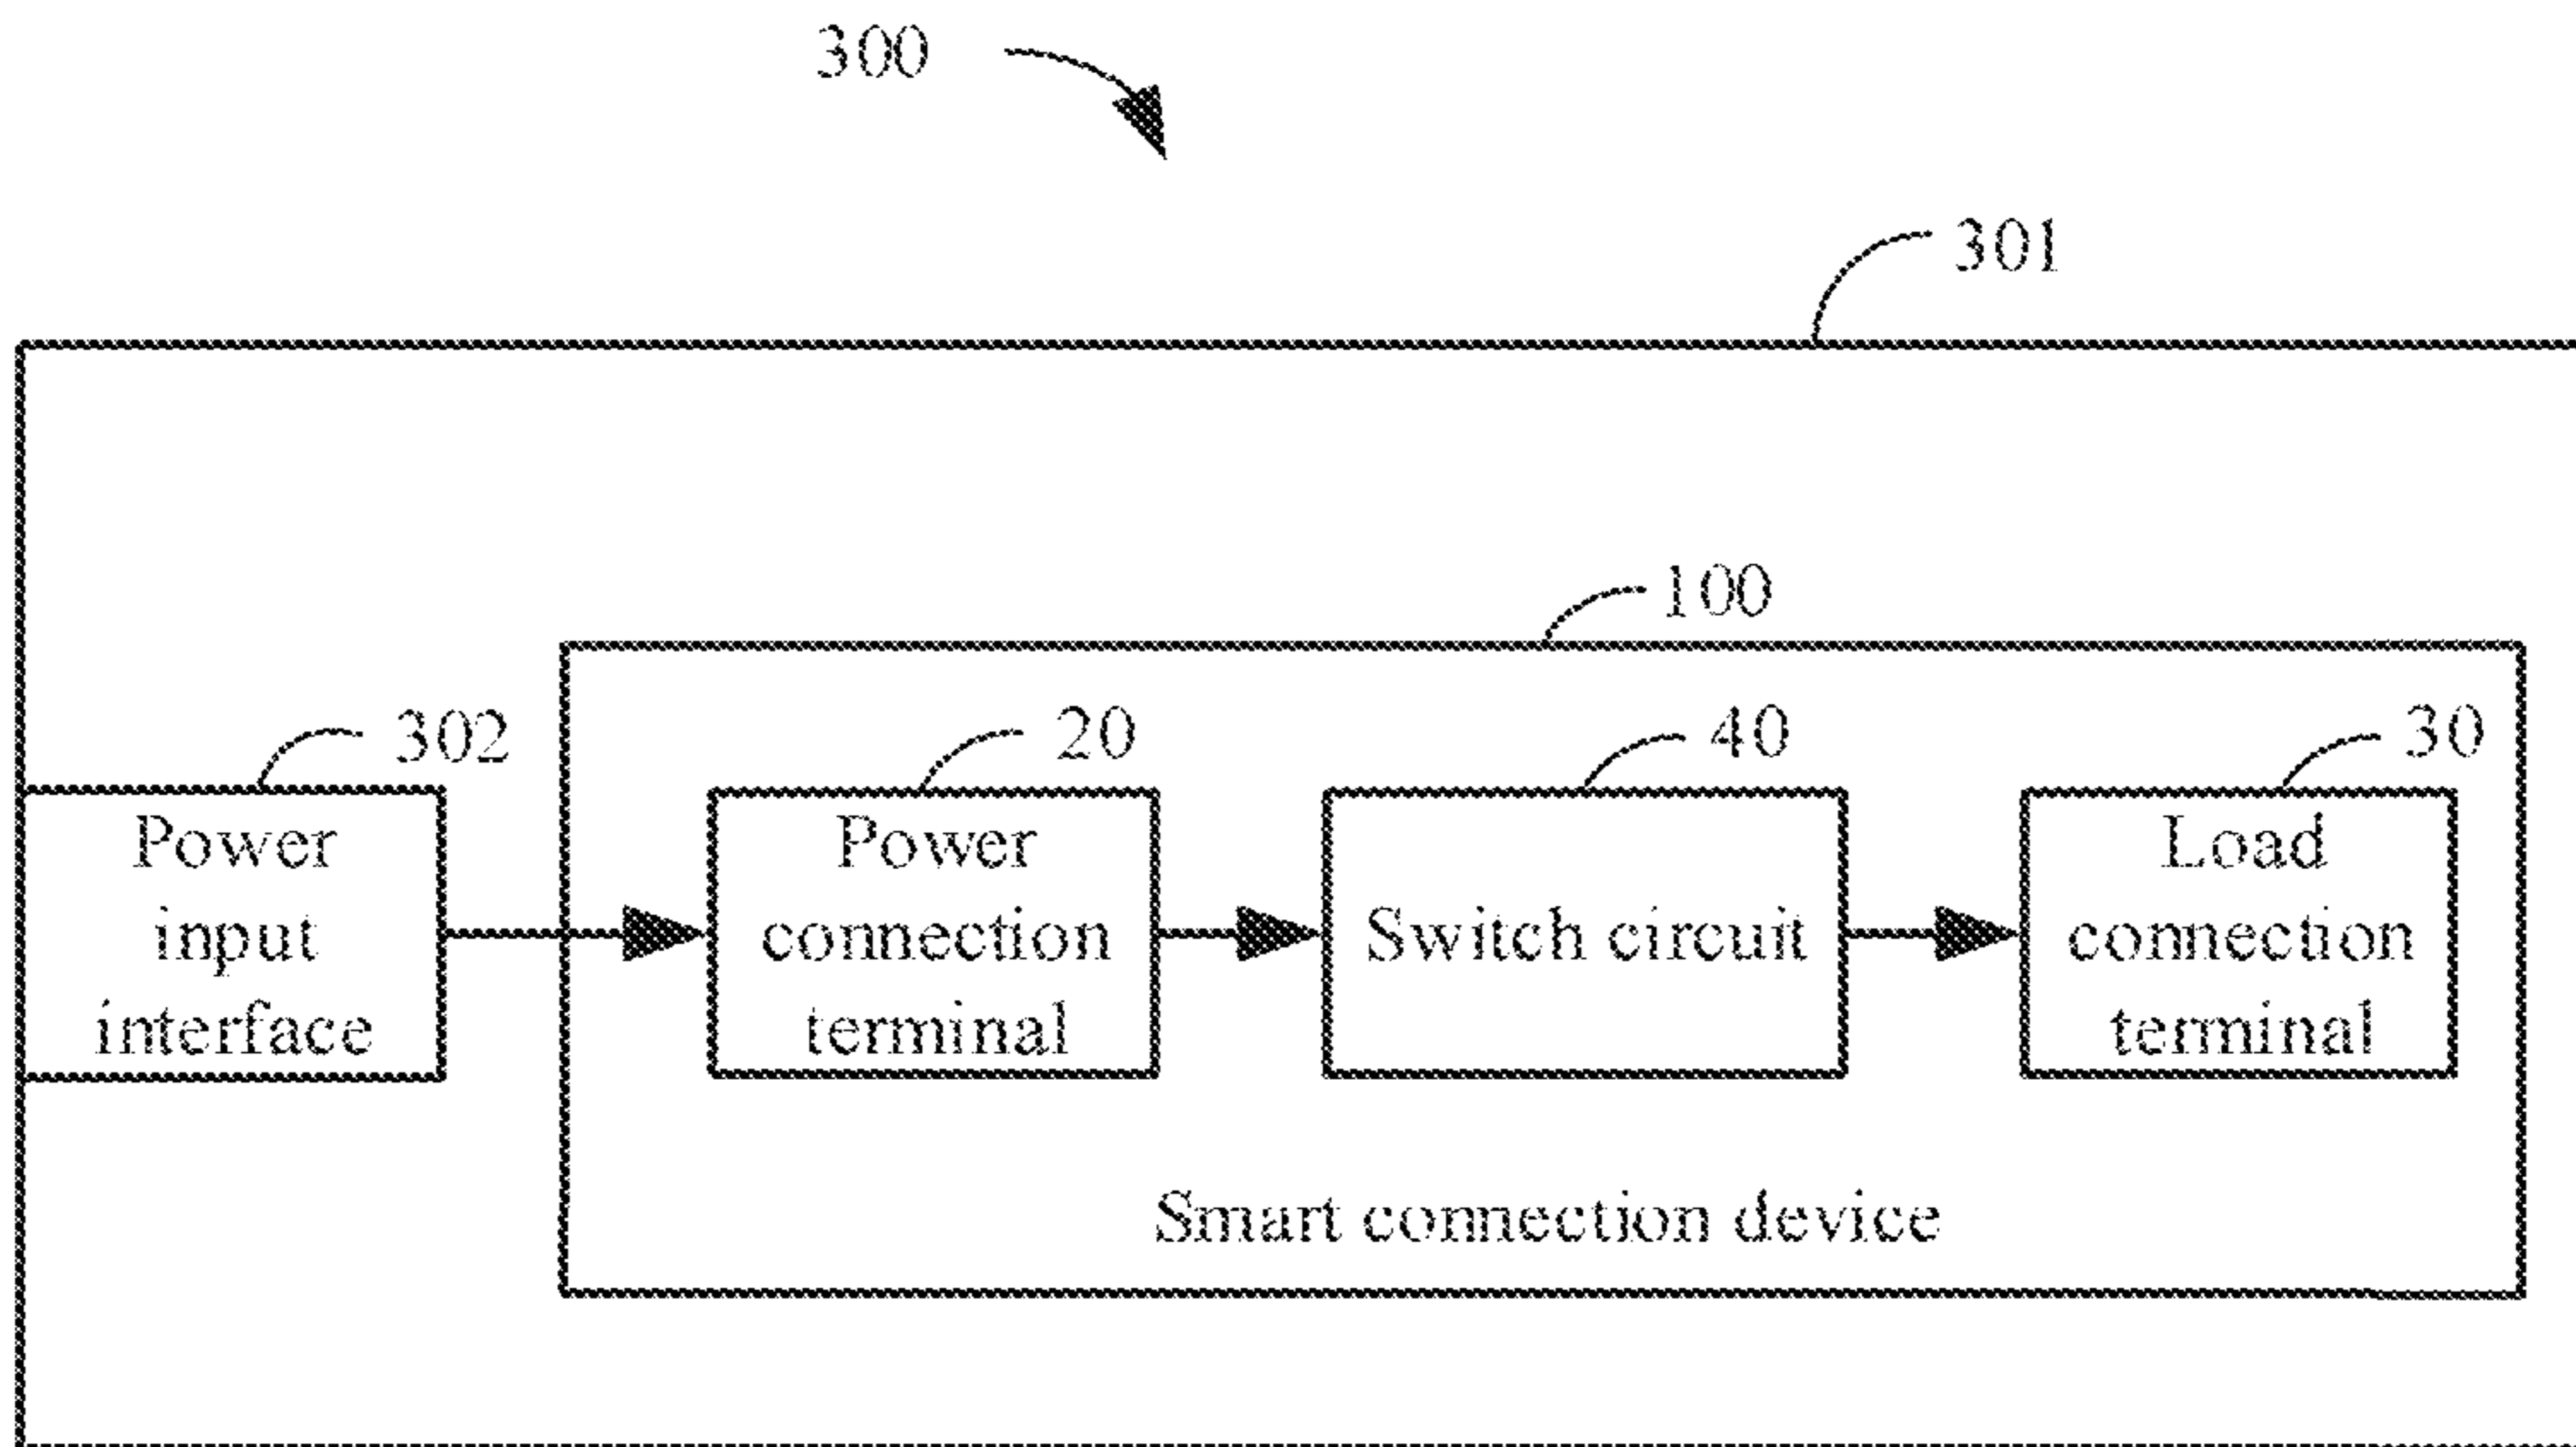 300
301
100
302
20
40
30
Power
input
interface
Power
connection
terminal
Switch circuit
Load
connection
terminal
Smart connection device